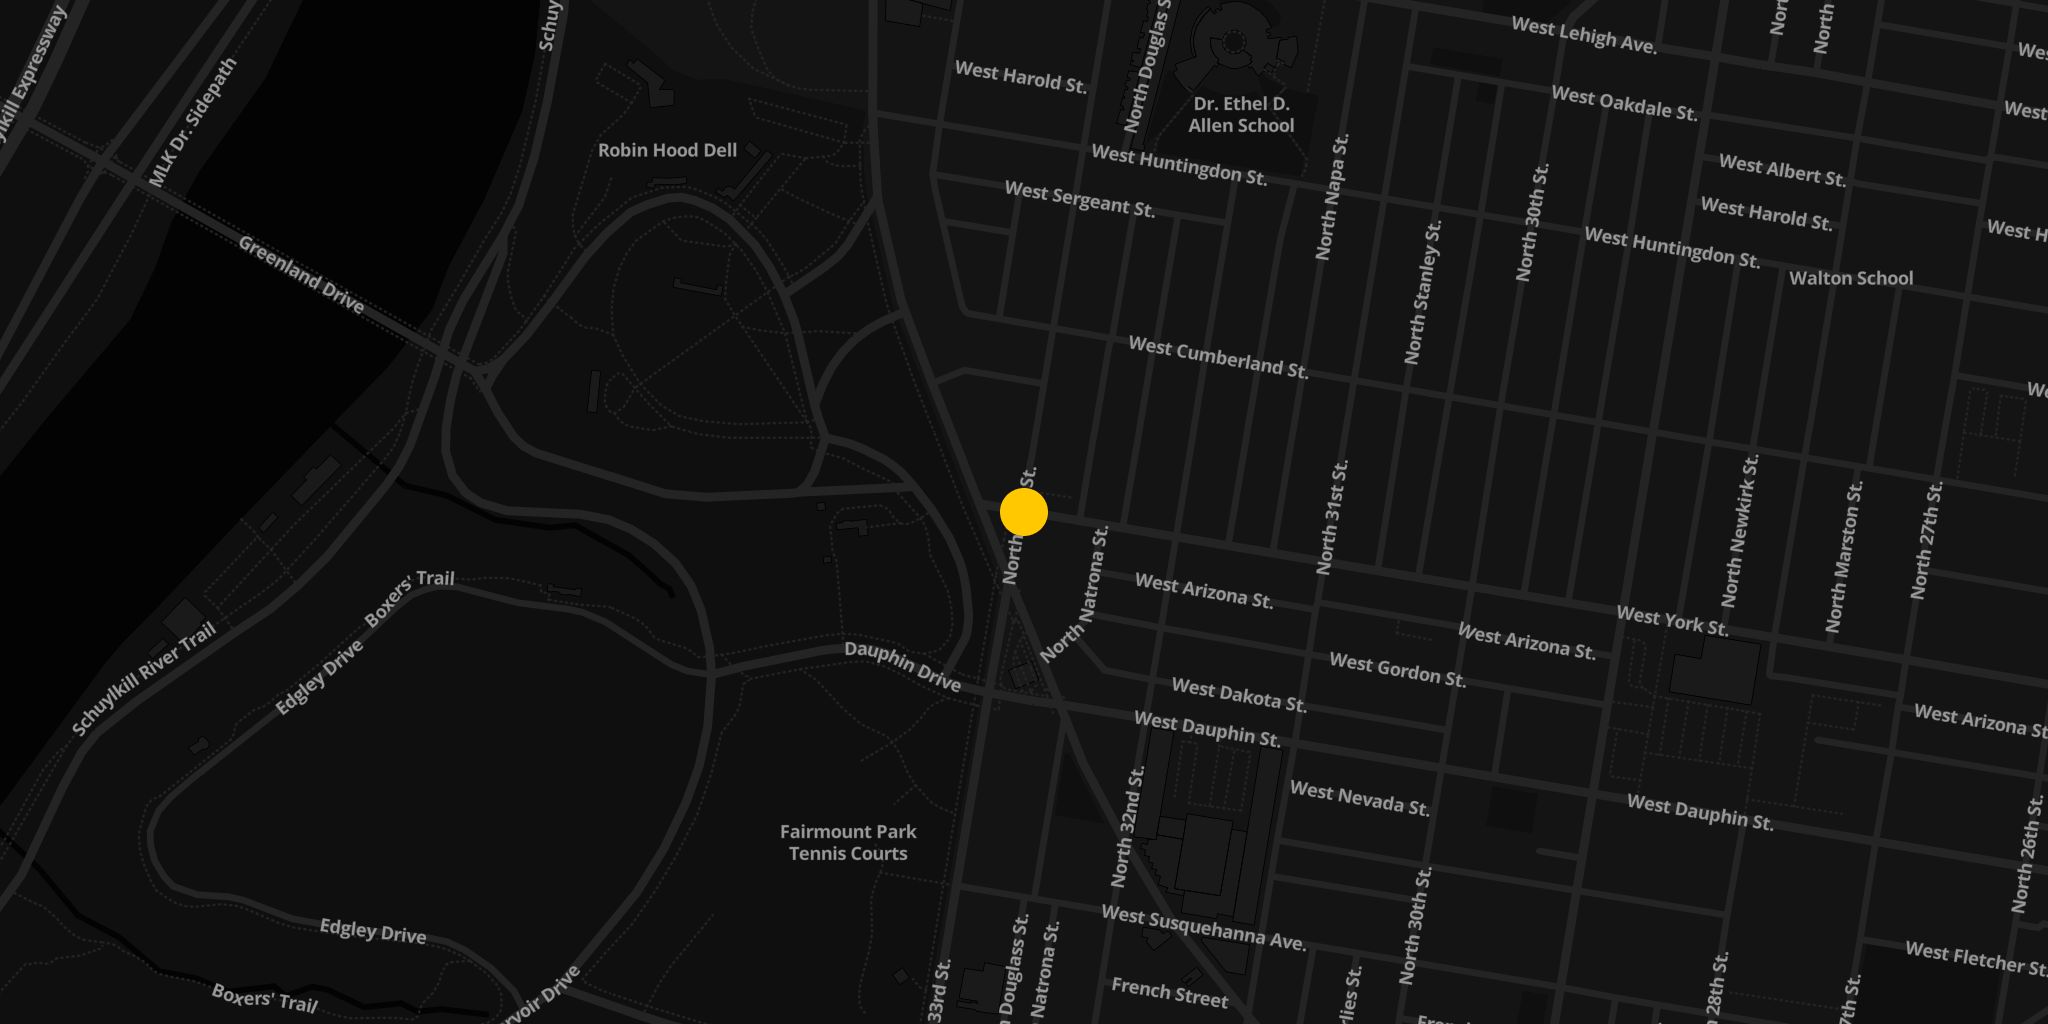 West Lehigh Ave.
MLK Dr. Sidepath
West Harold St.
North Douglas
West Oakdale St.
Dr. Ethel D.
Allen School
Robin Hood Dell
West Huntingdon St.
West Albert St.
West Sergeant St.
North Napa St.
North 30th St.
West Harold St.
West Huntingdon St.
Greenland Drive
North Stanley St.
Walton School
West Cumberland St.
North
St.
North 31st St.
North Newkirk St.
North Marston St.
North 27th St.
North Natrona St.
West Arizona St.
West York St.
West Arizona St.
Boxers' Trail
Schuylkill River Trail
Edgley Drive
Dauphin Drive
West Gordon St.
West Dakota St.
West Dauphin St.
West Arizona St
North 32nd St.
West Nevada St.
West Dauphin St.
Fairmount Park
Tennis Courts
North 26th St.
North 30th St.
West Susquehanna Ave.
Edgley Drive
West Fletcher St.
33rd St.
Douglass St.
Natrona St.
28th St.
French Street
Boxers' Trail